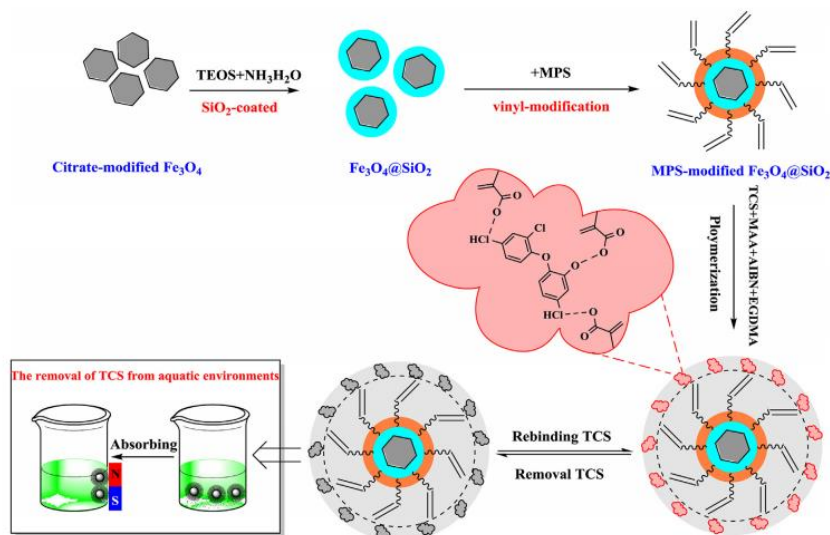 TEOS+NH₃H₂O
SiO₂-coated
+MPS
vinyl-modification
Citrate-modified Fe₃O₄
Fe₃O₄@SiO₂
MPS-modified Fe₃O₄@SiO₂
TCS+MAA+AIBN+EGDMA
Ploymerization
O
O
HCl
Cl
O
O
O
O
HCl
O
O
The removal of TCS from aquatic environments
Absorbing
N
S
Rebinding TCS
Removal TCS